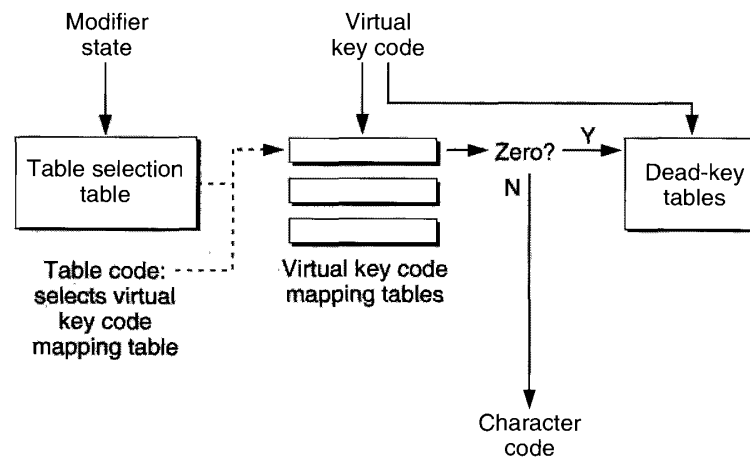 Modifier
state
Virtual
key code
Table selection
table
Zero?
Y
N
Dead-key
tables
Table code:
selects virtual
key code
mapping table
Virtual key code
mapping tables
Character
code